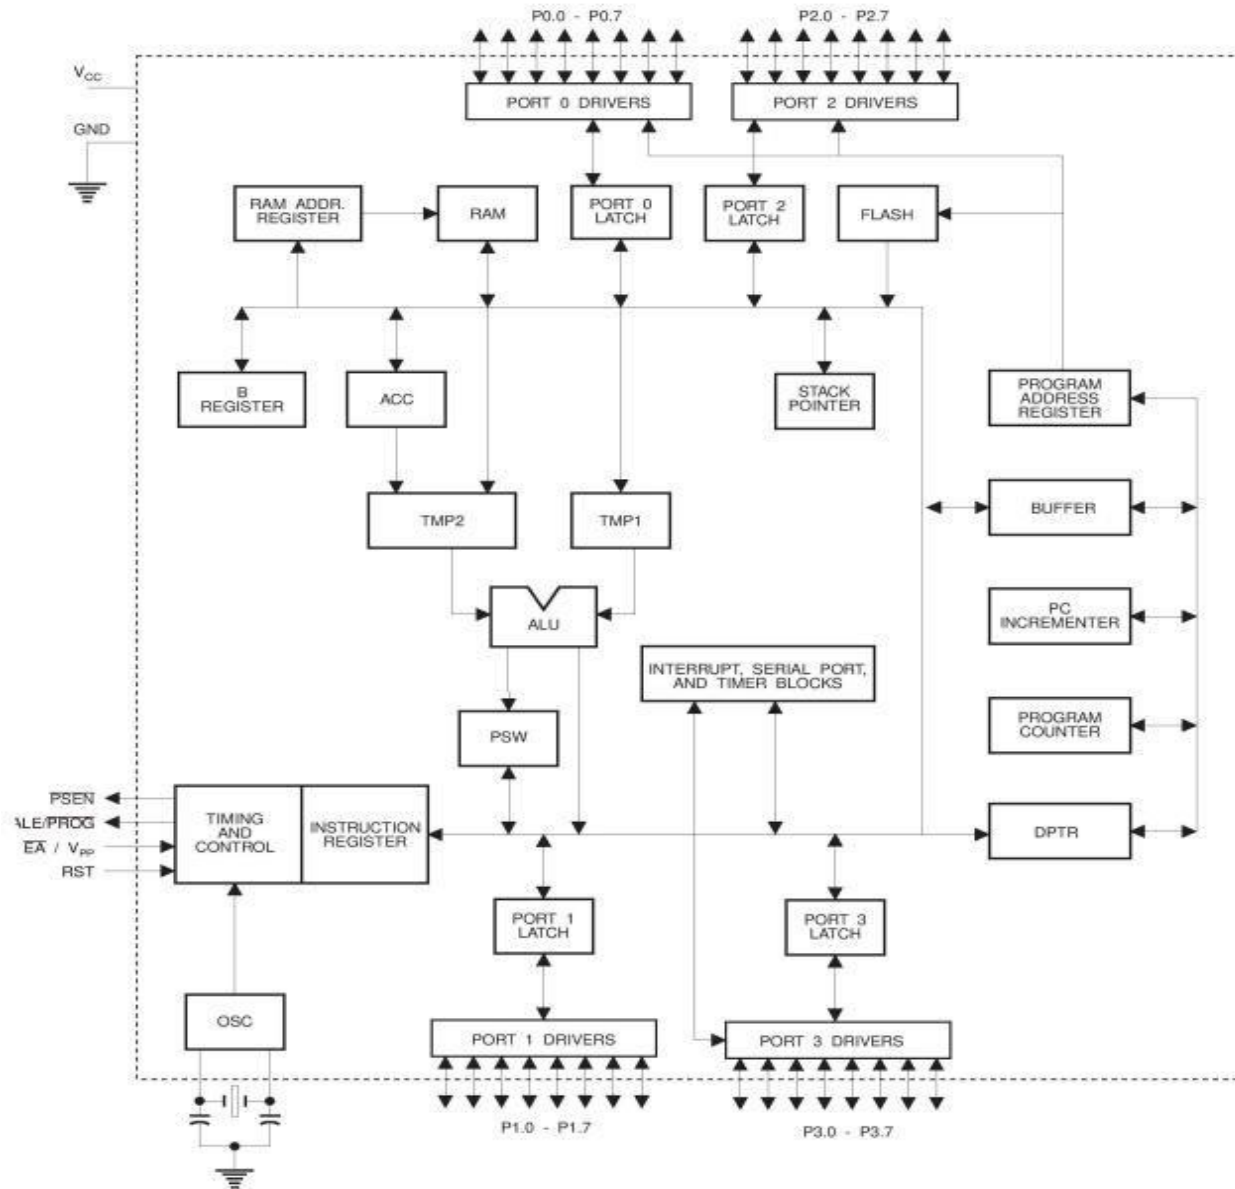 P0.0 - P0.7
P2.0 - P2.7
VCC
GND
PORT 0 DRIVERS
PORT 2 DRIVERS
RAM ADDR.
REGISTER
RAM
PORT 0
LATCH
PORT 2
LATCH
FLASH
B
REGISTER
ACC
STACK
POINTER
PROGRAM
ADDRESS
REGISTER
TMP2
TMP1
BUFFER
ALU
PC
INCREMENTER
INTERRUPT, SERIAL PORT,
AND TIMER BLOCKS
PSW
PROGRAM
COUNTER
PSEN
ALE/PROG
EA / VPP
RST
TIMING
AND
CONTROL
INSTRUCTION
REGISTER
DPTR
PORT 1
LATCH
PORT 3
LATCH
OSC
PORT 1 DRIVERS
PORT 3 DRIVERS
P1.0 - P1.7
P3.0 - P3.7